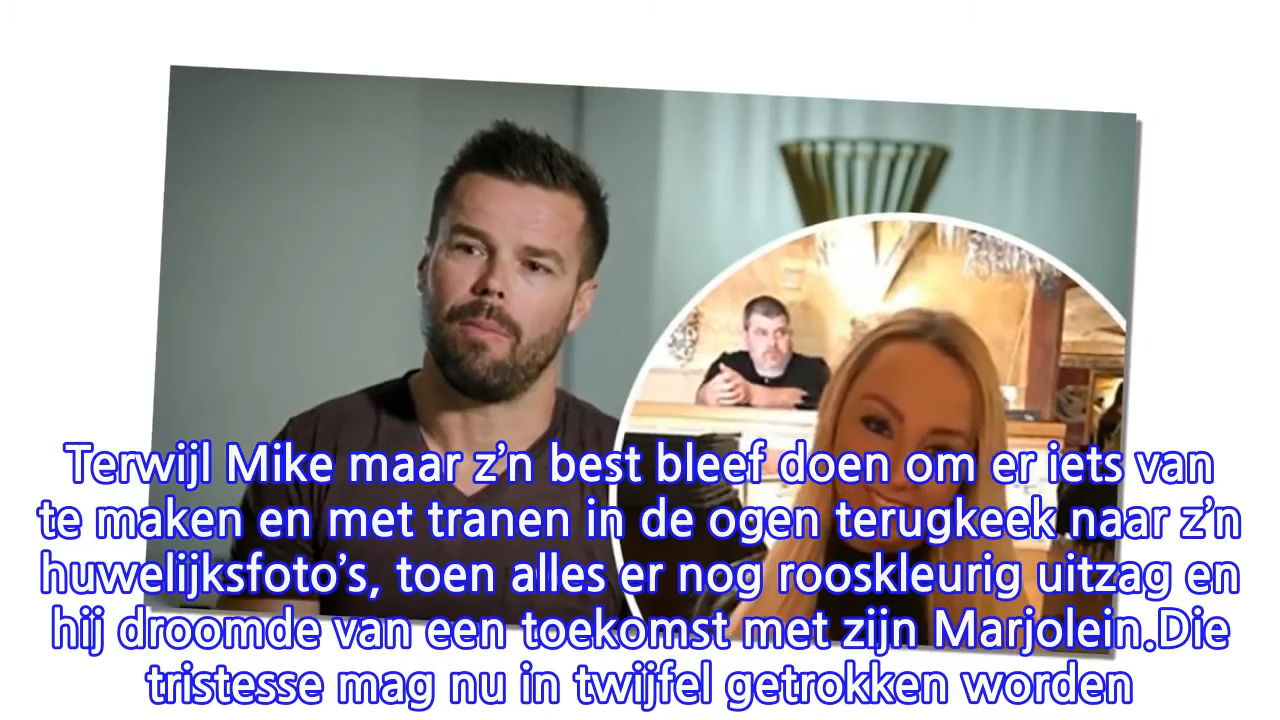 Terwijl Mike maar z’n best bleef doen om er iets van
te maken en met tranen in de ogen terugkeek naar z’n
huwelijksfoto’s, toen alles er nog rooskleurig uitzag en
hij droomde van een toekomst met zijn Marjolein.Die
tristesse mag nu in twijfel getrokken worden